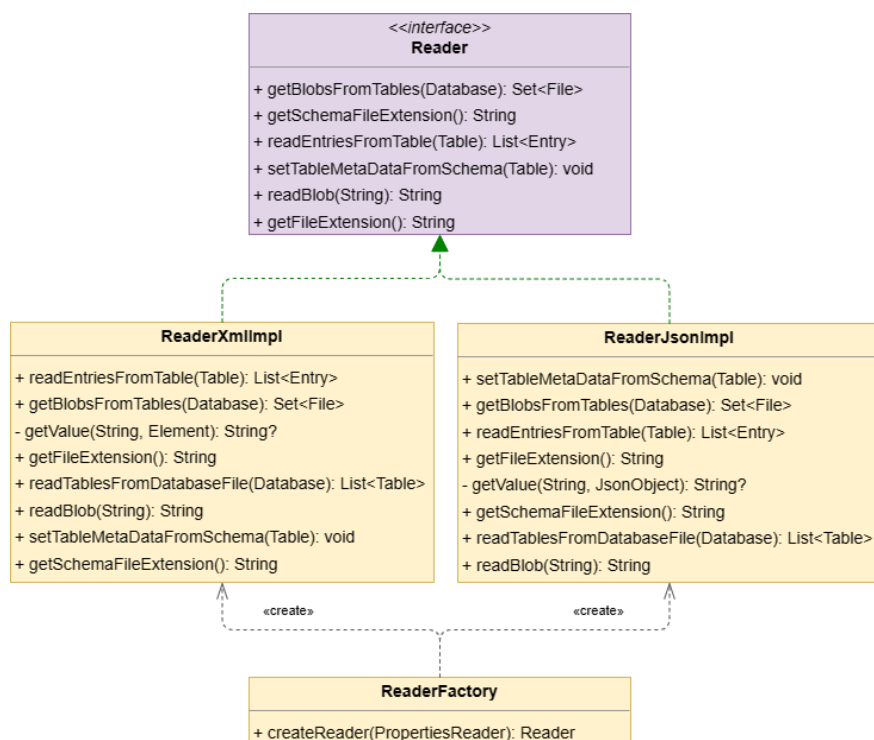 <<interface>>
Reader
+ getBlobsFromTables(Database): Set<File>
+ getSchemaFileExtension(): String
+ readEntriesFromTable(Table): List<Entry>
+ setTableMetaDataFromSchema(Table): void
+ readBlob(String): String
+ getFileExtension(): String
ReaderXmlImpl
+ readEntriesFromTable(Table): List<Entry>
+ getBlobsFromTables(Database): Set<File>
- getValue(String, Element): String?
+ getFileExtension(): String
+ readTablesFromDatabaseFile(Database): List<Table>
+ readBlob(String): String
+ setTableMetaDataFromSchema(Table): void
+ getSchemaFileExtension(): String
ReaderJsonImpl
+ setTableMetaDataFromSchema(Table): void
+ getBlobsFromTables(Database): Set<File>
+ readEntriesFromTable(Table): List<Entry>
+ getFileExtension(): String
- getValue(String, JsonObject): String?
+ getSchemaFileExtension(): String
+ readTablesFromDatabaseFile(Database): List<Table>
+ readBlob(String): String
«create»
«create»
ReaderFactory
+ createReader(PropertiesReader): Reader